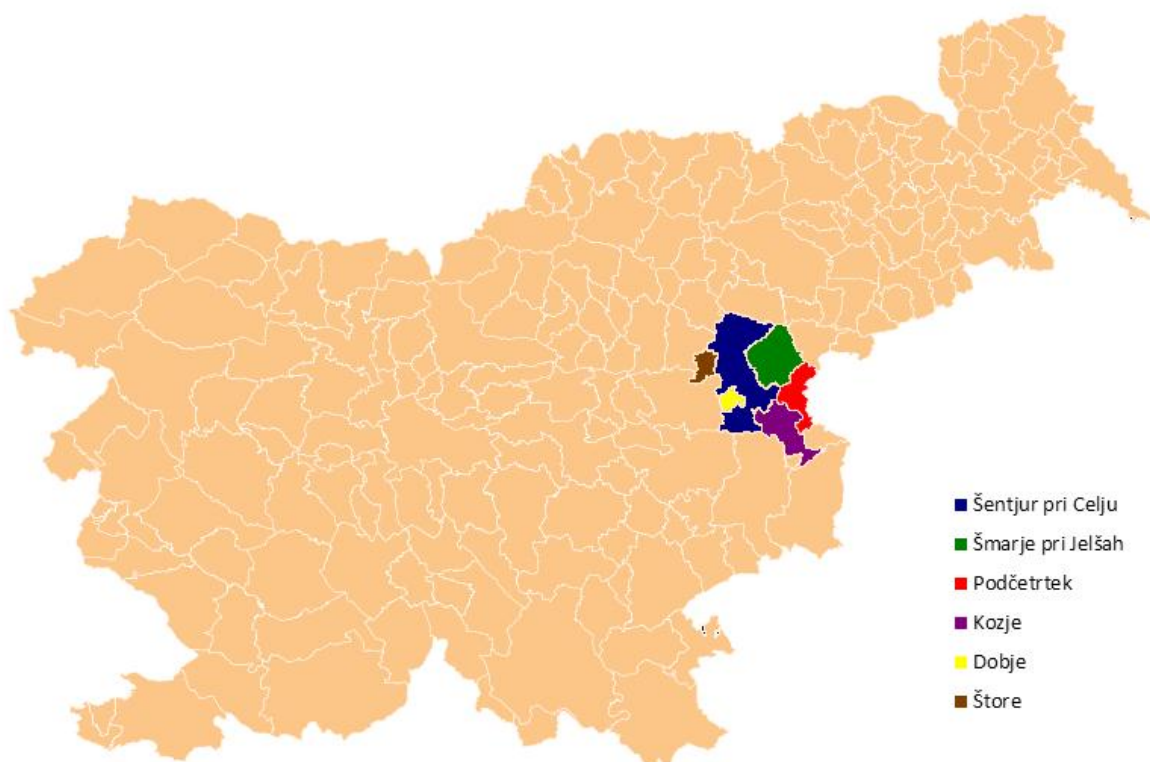 Šentjur pri Celju
Šmarje pri Jelšah
Podčetrtek
Kozje
Dobje
Štore